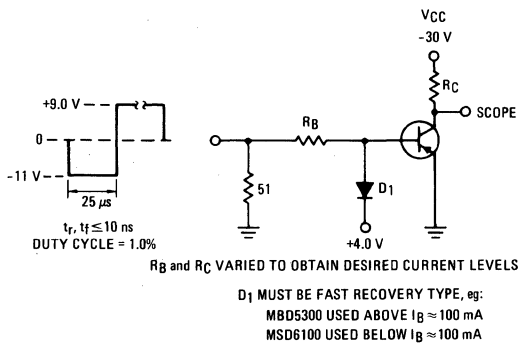 VCC
-30 V
RC
SCOPE
+9.0 V
0
-11 V
25 μs
tr, tf ≤ 10 ns
DUTY CYCLE = 1.0%
RB
51
D1
+4.0 V
RB and RC VARIED TO OBTAIN DESIRED CURRENT LEVELS
D1 MUST BE FAST RECOVERY TYPE, eg:
MBD5300 USED ABOVE IB ≈ 100 mA
MSD6100 USED BELOW IB ≈ 100 mA